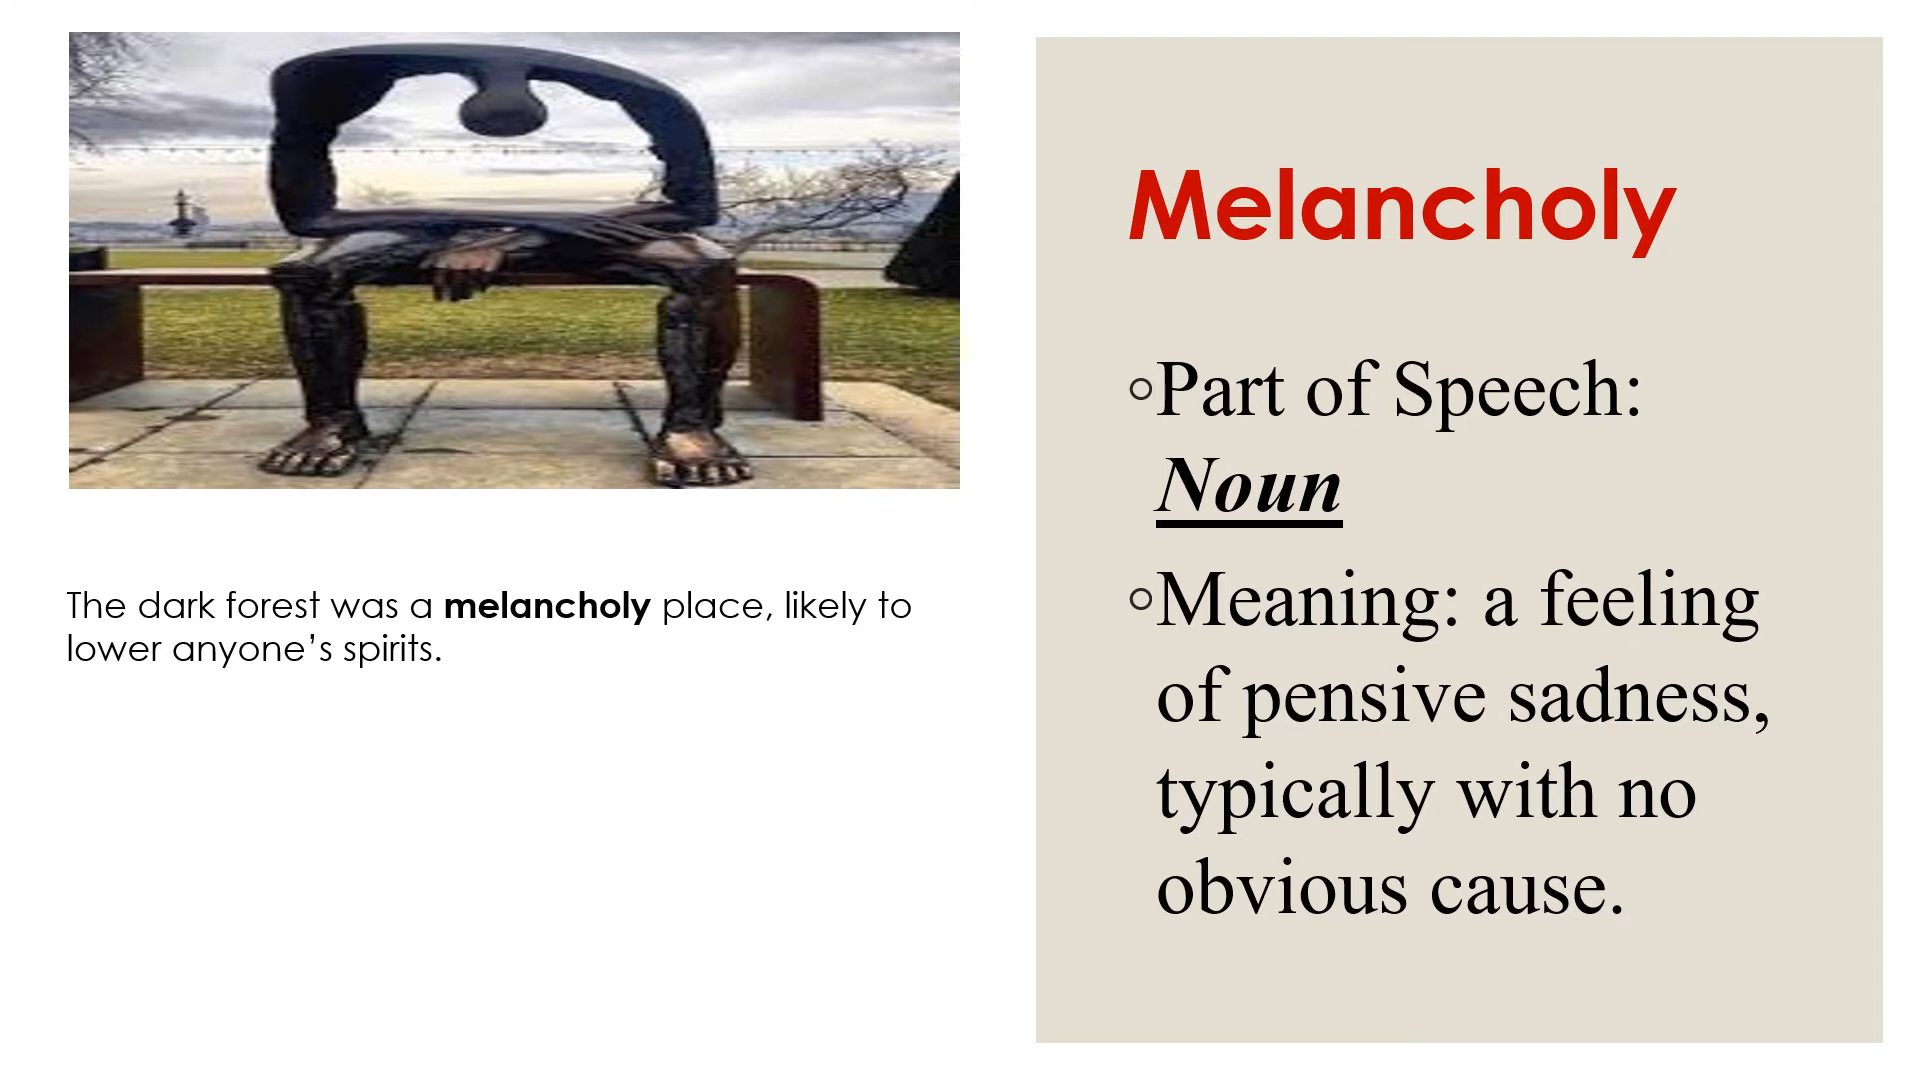 The dark forest was a melancholy place, likely to
lower anyone’s spirits.
Melancholy
◦Part of Speech:
Noun
◦Meaning: a feeling
of pensive sadness,
typically with no
obvious cause.